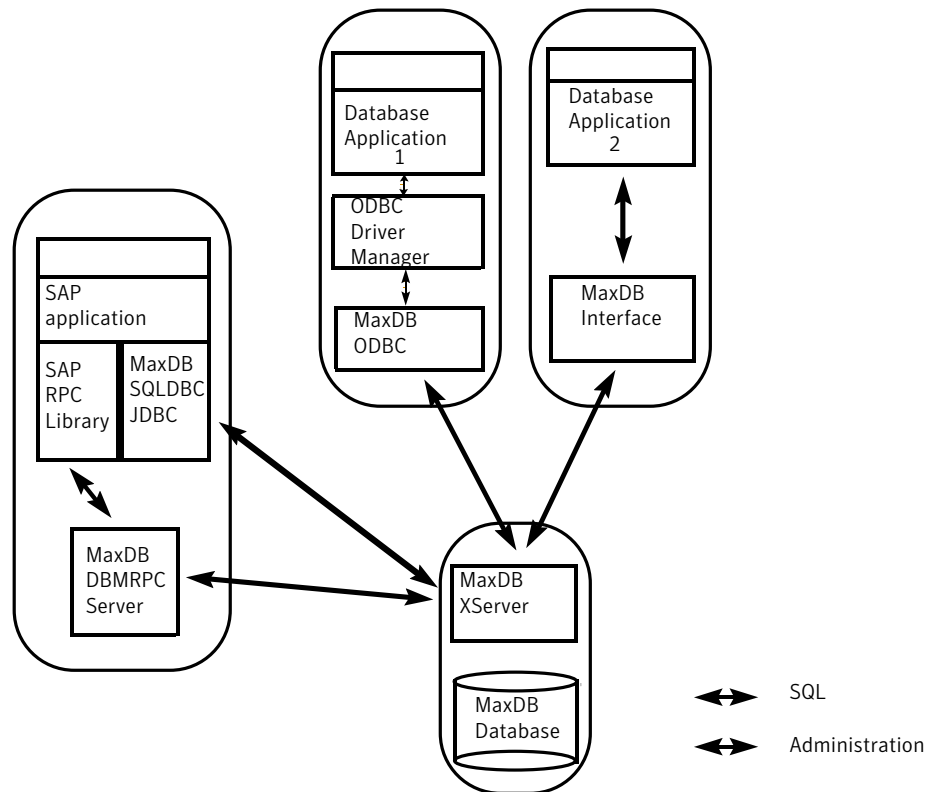 Database
Application
1
Database
Application
2
ODBC
Driver
Manager
MaxDB
ODBC
MaxDB
Interface
SAP
application
SAP
RPC
Library
MaxDB
SQLDBC
JDBC
MaxDB
DBMRPC
Server
MaxDB
XServer
MaxDB
Database
SQL
Administration